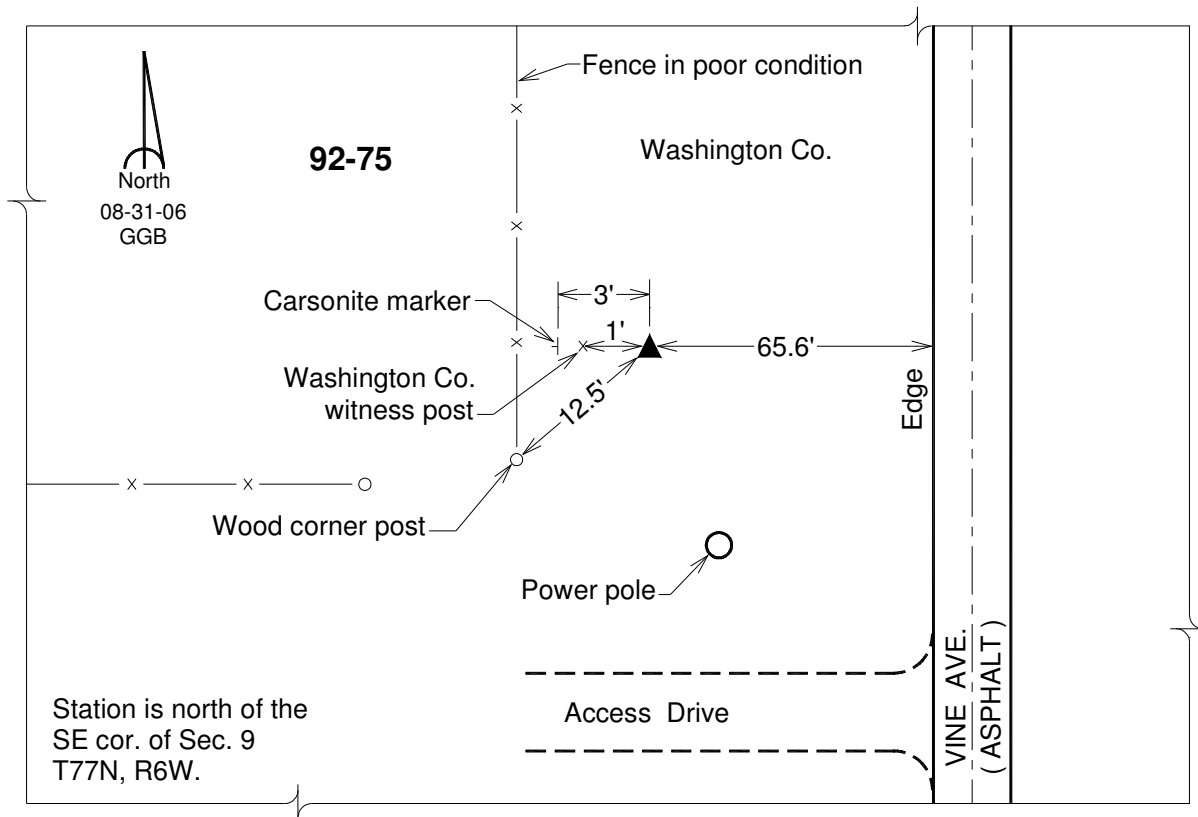 Fence in poor condition
Washington Co.
92-75
North
08-31-06
GGB
Carsonite marker
3'
1'
65.6'
Washington Co.
witness post
12.5'
Edge
Wood corner post
Power pole
Access Drive
VINE AVE.
( ASPHALT )
Station is north of the
SE cor. of Sec. 9
T77N, R6W.